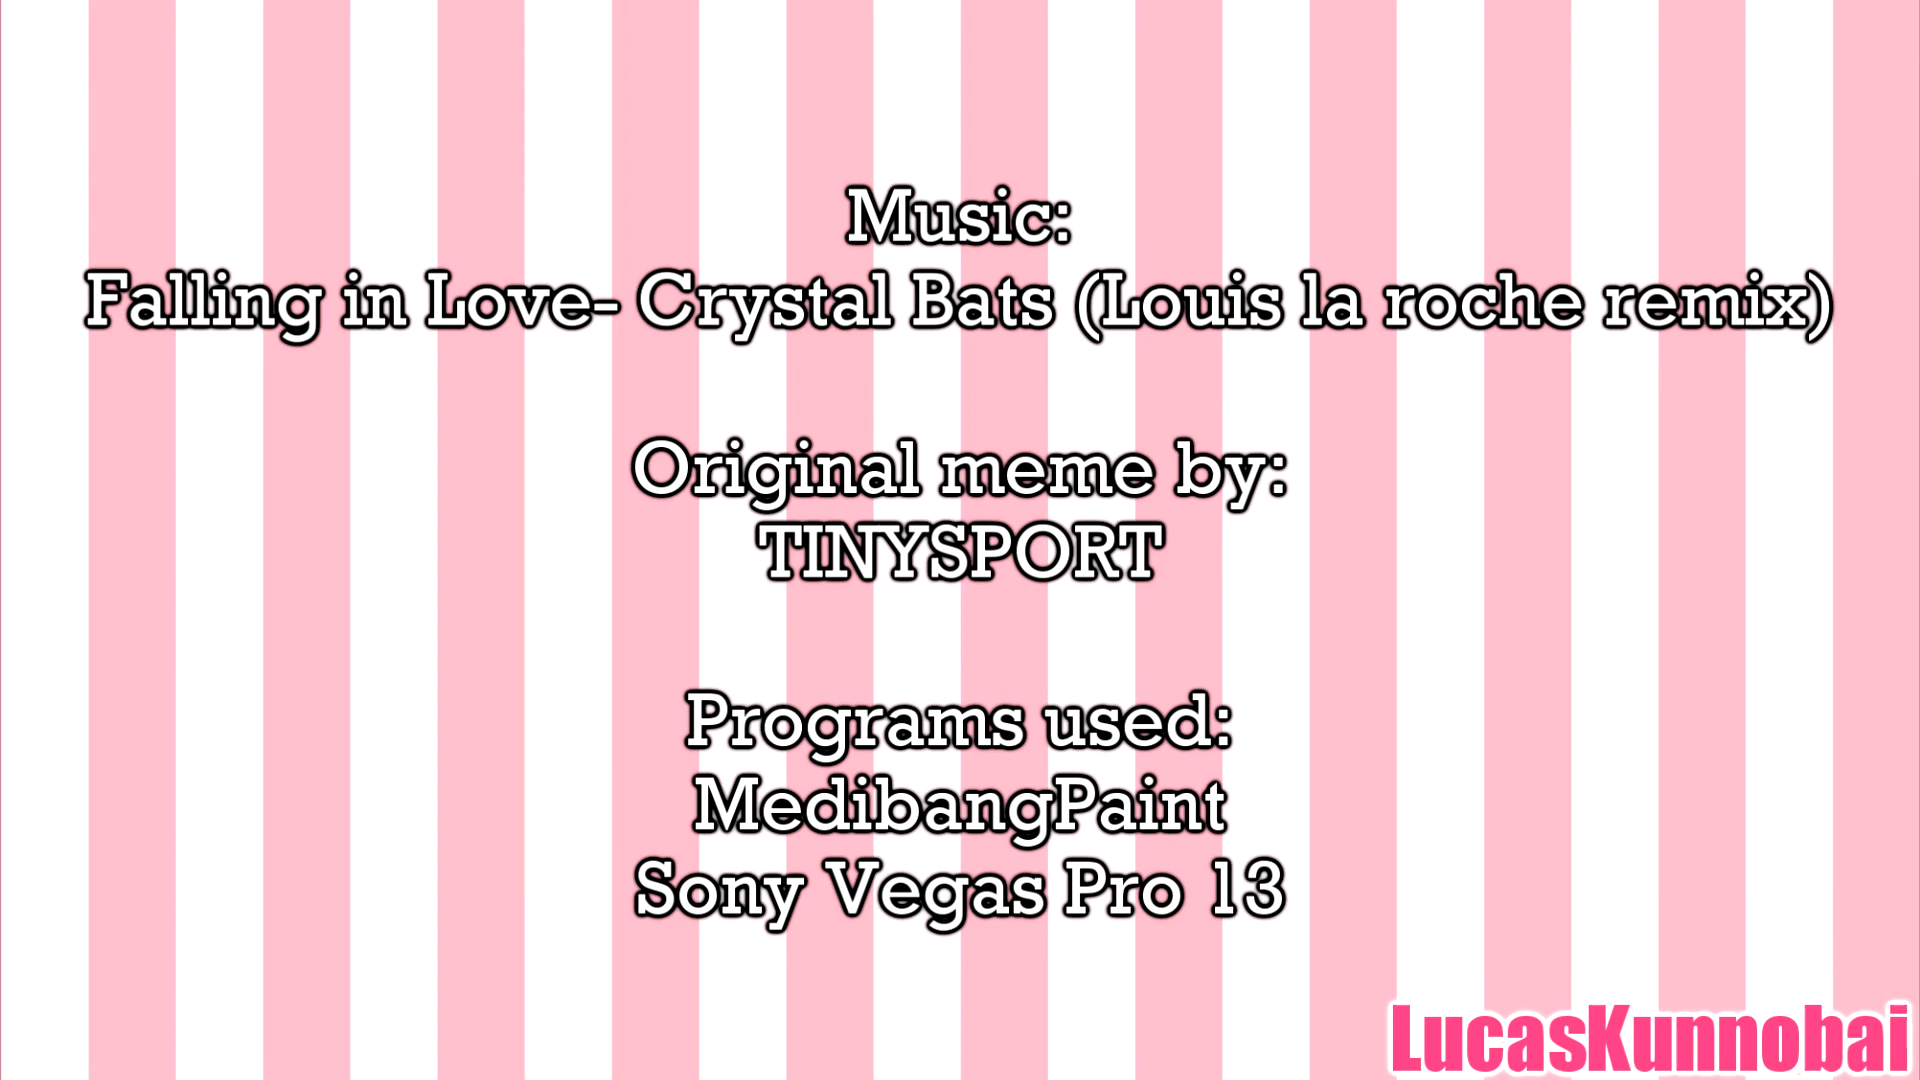 Music:
Falling in Love- Crystal Bats (Louis la roche remix)
Original meme by:
TINYSPORT
Programs used:
MedibangPaint
Sony Vegas Pro 13
LucasKunnobai